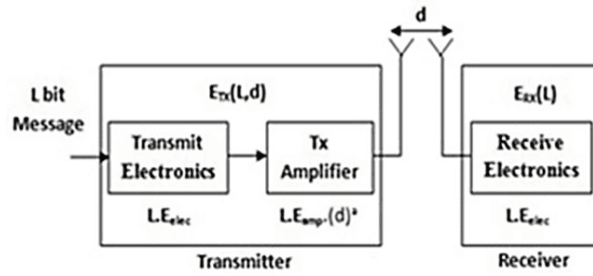 d
L bit
Message
E_TX(L,d)
Transmit
Electronics
Tx
Amplifier
L.E_elec
L.E_amp.(d)ᵃ
Transmitter
E_RX(L)
Receive
Electronics
L.E_elec
Receiver